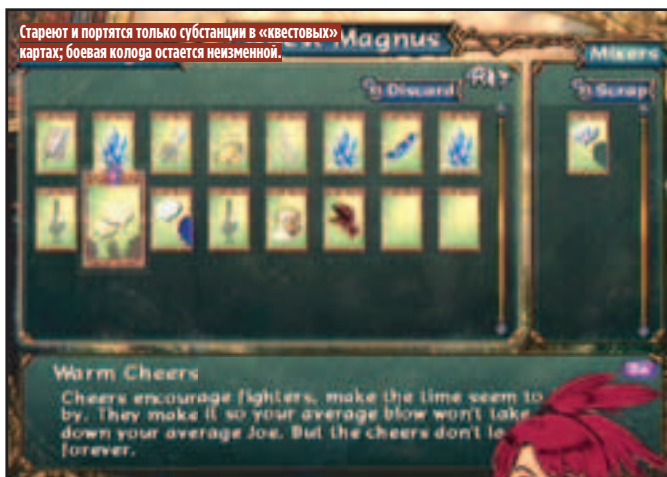 Стареют и портятся только субстанции в «квестовых»
картах; боевая колода остается неизменной.
Magnus
Mixers
Discard
Scrap
Warm Cheers
Cheers encourage fighters, make the time seem to
by. They make it so your average blow won't take
down your average Joe. But the cheers don't
forever.